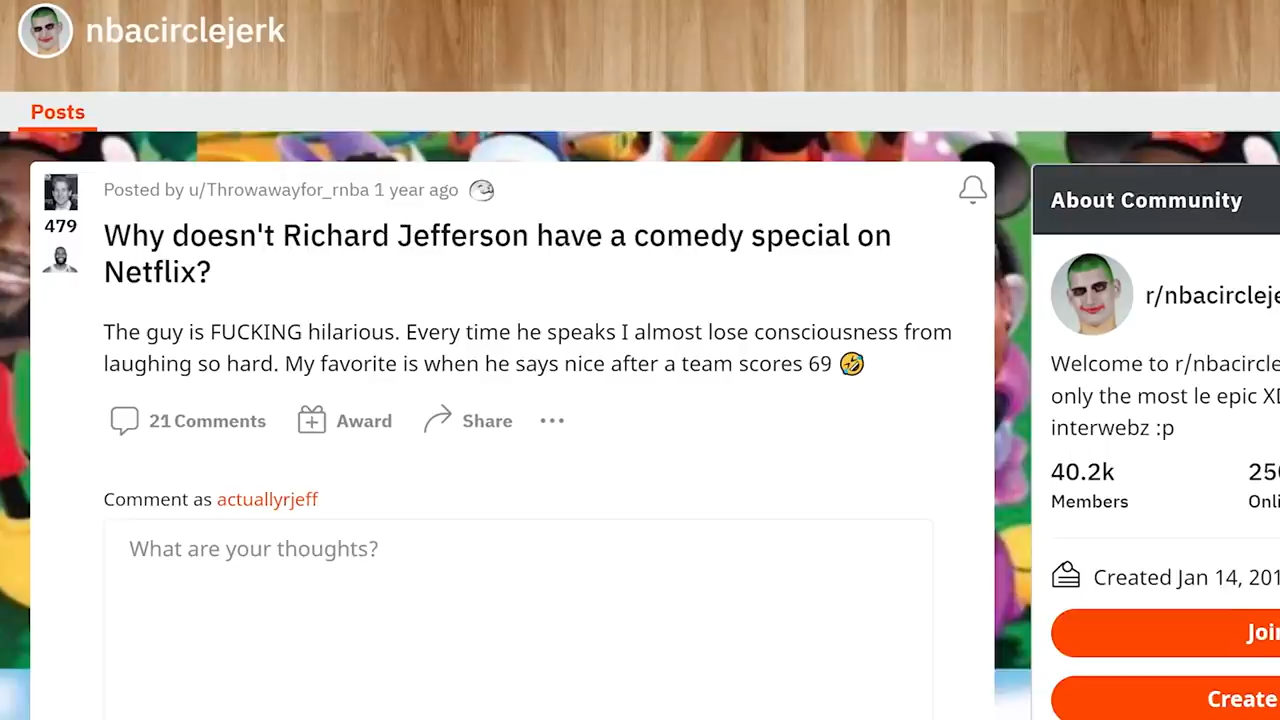 nbacirclejerk
Posts
Posted by u/Throwawayfor_rnba 1 year ago
479
Why doesn't Richard Jefferson have a comedy special on
Netflix?
The guy is FUCKING hilarious. Every time he speaks I almost lose consciousness from
laughing so hard. My favorite is when he says nice after a team scores 69 🤣
21 Comments Award Share
Comment as actuallyrjeff
What are your thoughts?
About Community
r/nbacircleje
Welcome to r/nbacircle
only the most le epic XD
interwebz :p
40.2k
Members
Created Jan 14, 201
Join
Create